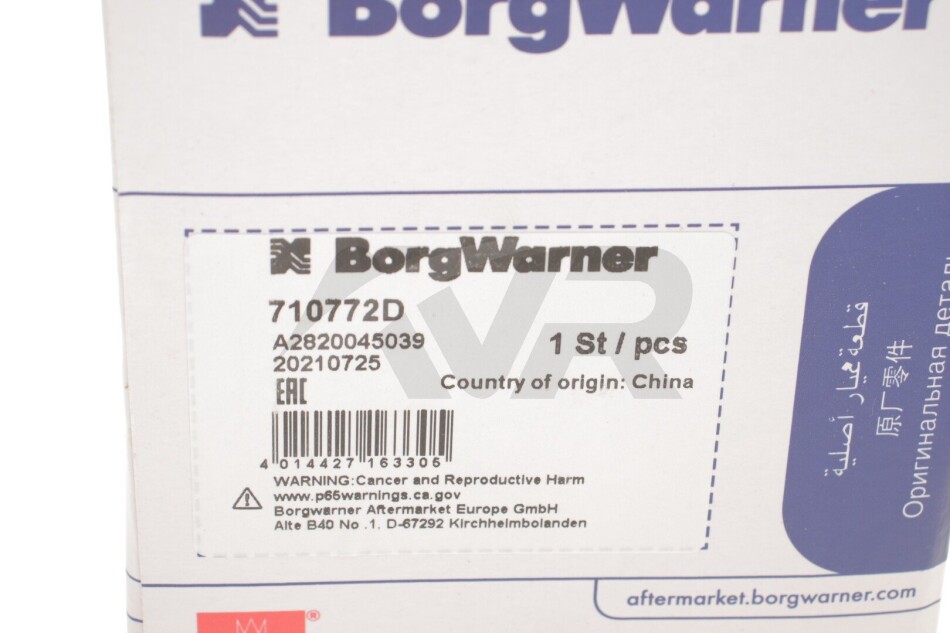 BorgWarner
BorgWarner
710772D
A2820045039
20210725
EAC
1 St / pcs
Country of origin: China
4 014427 163305
WARNING:Cancer and Reproductive Harm
www.p65warnings.ca.gov
Borgwarner Aftermarket Europe GmbH
Alte B40 No .1, D-67292 Kirchheimbolanden
VR
قطعة غيار أصلية
原厂零件
Оригинальная деталь
aftermarket.borgwarner.com
®